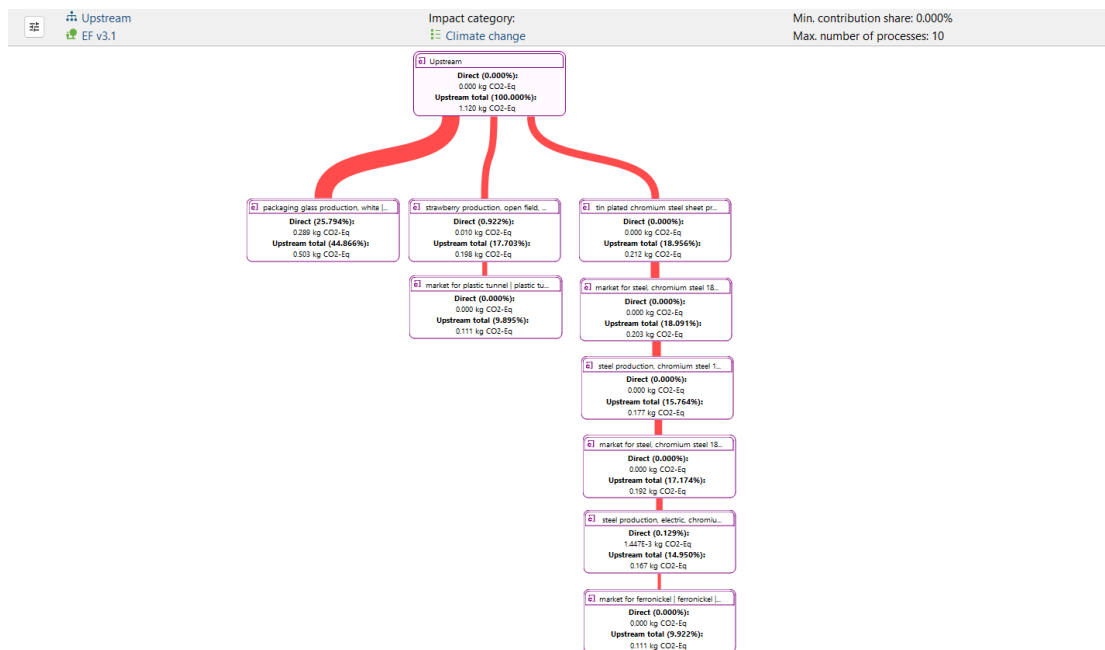 Upstream
EF v3.1
Impact category:
Climate change
Min. contribution share: 0.000%
Max. number of processes: 10
Upstream
Direct (0.000%):
0.000 kg CO2-Eq
Upstream total (100.000%):
1.120 kg CO2-Eq
packaging glass production, white |...
Direct (25.794%):
0.289 kg CO2-Eq
Upstream total (44.866%):
0.503 kg CO2-Eq
strawberry production, open field, ...
Direct (0.922%):
0.010 kg CO2-Eq
Upstream total (17.703%):
0.198 kg CO2-Eq
tin plated chromium steel sheet pr...
Direct (0.000%):
0.000 kg CO2-Eq
Upstream total (18.956%):
0.212 kg CO2-Eq
market for plastic tunnel | plastic tu...
Direct (0.000%):
0.000 kg CO2-Eq
Upstream total (9.895%):
0.111 kg CO2-Eq
market for steel, chromium steel 18...
Direct (0.000%):
0.000 kg CO2-Eq
Upstream total (18.091%):
0.203 kg CO2-Eq
steel production, chromium steel 1...
Direct (0.000%):
0.000 kg CO2-Eq
Upstream total (15.764%):
0.177 kg CO2-Eq
market for steel, chromium steel 18...
Direct (0.000%):
0.000 kg CO2-Eq
Upstream total (17.174%):
0.192 kg CO2-Eq
steel production, electric, chromiu...
Direct (0.129%):
1.447E-3 kg CO2-Eq
Upstream total (14.950%):
0.167 kg CO2-Eq
market for ferronickel | ferronickel |...
Direct (0.000%):
0.000 kg CO2-Eq
Upstream total (9.922%):
0.111 kg CO2-Eq